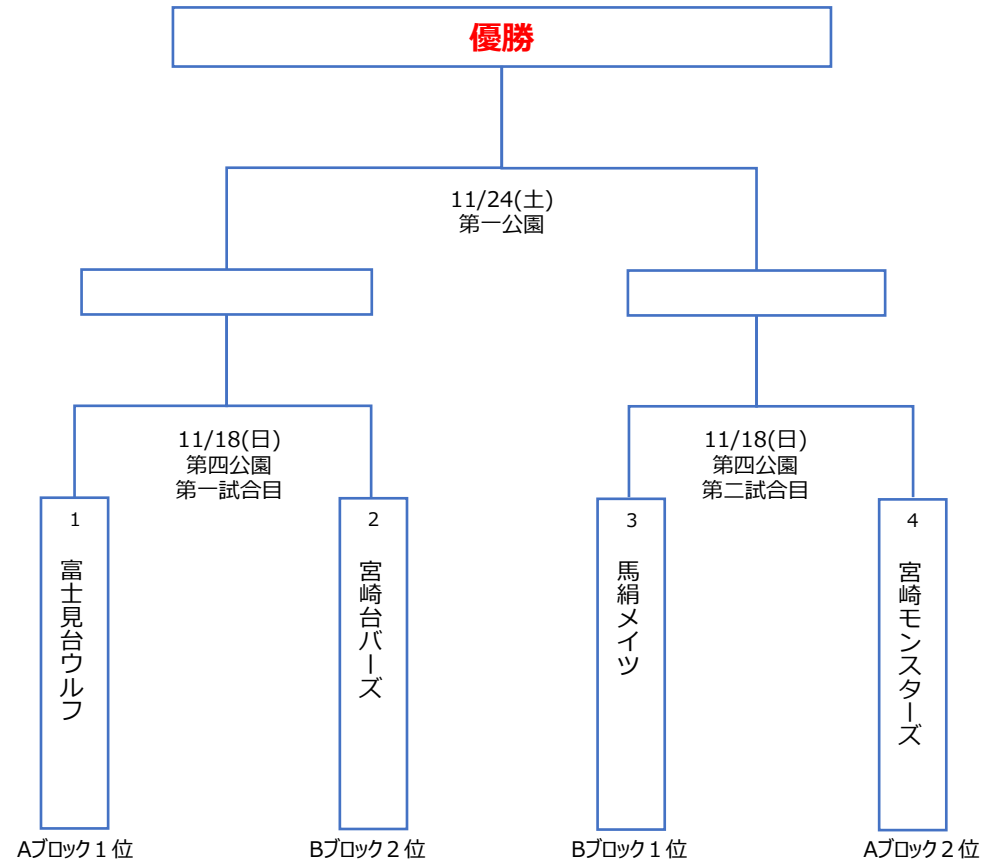 優勝
11/24(土)
第一公園
11/18(日)
第四公園
第一試合目
11/18(日)
第四公園
第二試合目
1
富士見台ウルフ
2
宮崎台バーズ
3
馬絹メイツ
4
宮崎モンスターズ
Aブロック１位
Bブロック２位
Bブロック１位
Aブロック２位